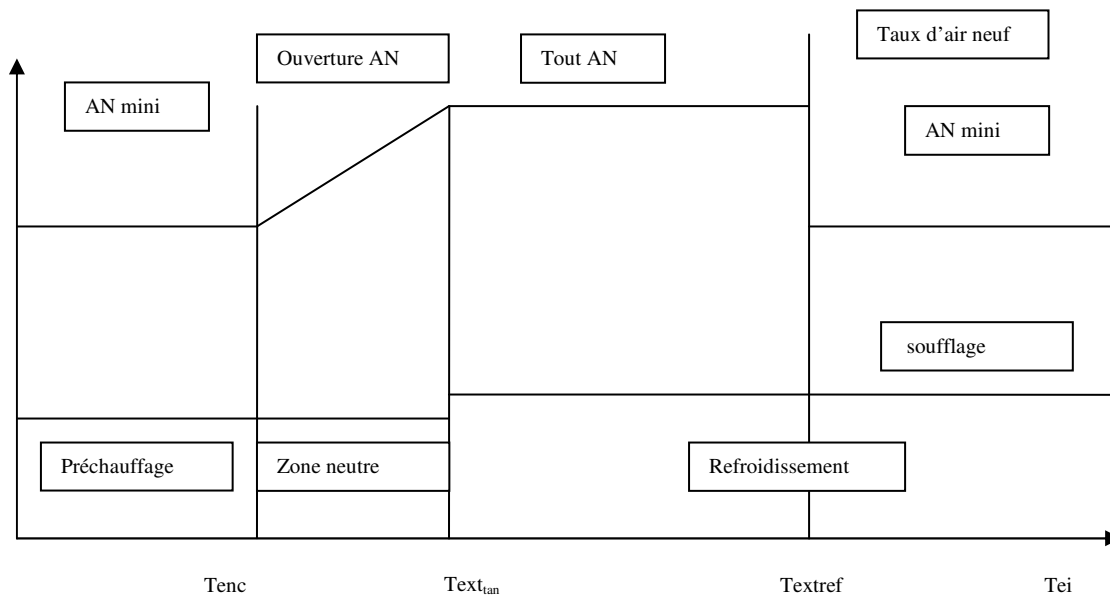 Taux d'air neuf
Ouverture AN
Tout AN
AN mini
AN mini
soufflage
Préchauffage
Zone neutre
Refroidissement
Tenc
Texttan
Textref
Tei